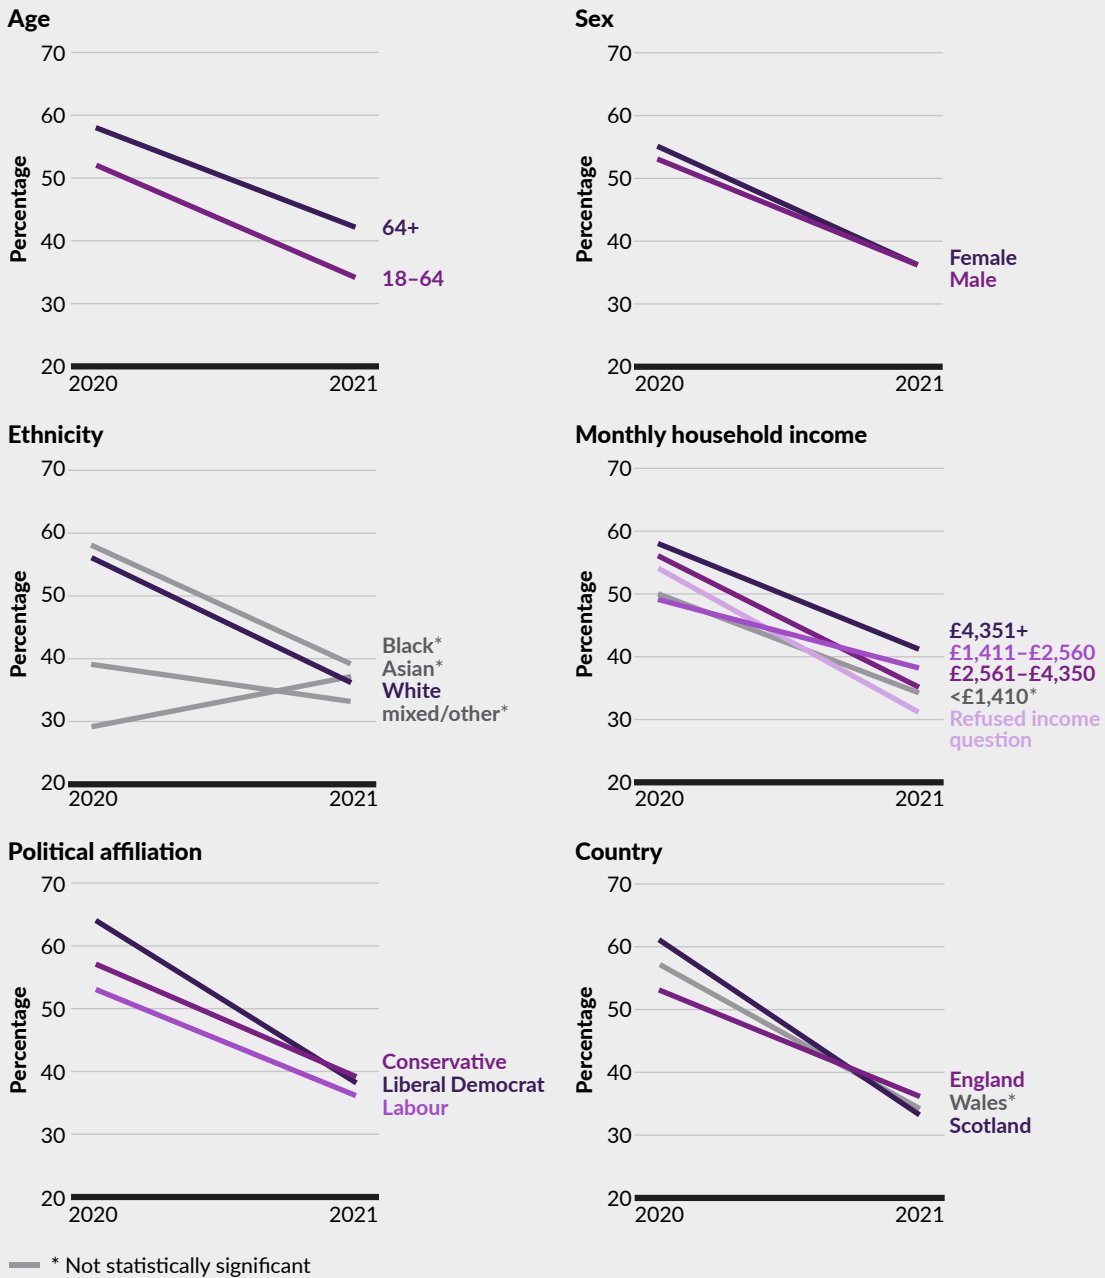 Age
70
60
50
40
30
20
Percentage
64+
18–64
2020
2021
Sex
70
60
50
40
30
20
Percentage
Female
Male
2020
2021
Ethnicity
70
60
50
40
30
20
Percentage
Black*
Asian*
White
mixed/other*
2020
2021
Monthly household income
70
60
50
40
30
20
Percentage
£4,351+
£1,411–£2,560
£2,561–£4,350
<£1,410*
Refused income
question
2020
2021
Political affiliation
70
60
50
40
30
20
Percentage
Conservative
Liberal Democrat
Labour
2020
2021
Country
70
60
50
40
30
20
Percentage
England
Wales*
Scotland
2020
2021
* Not statistically significant